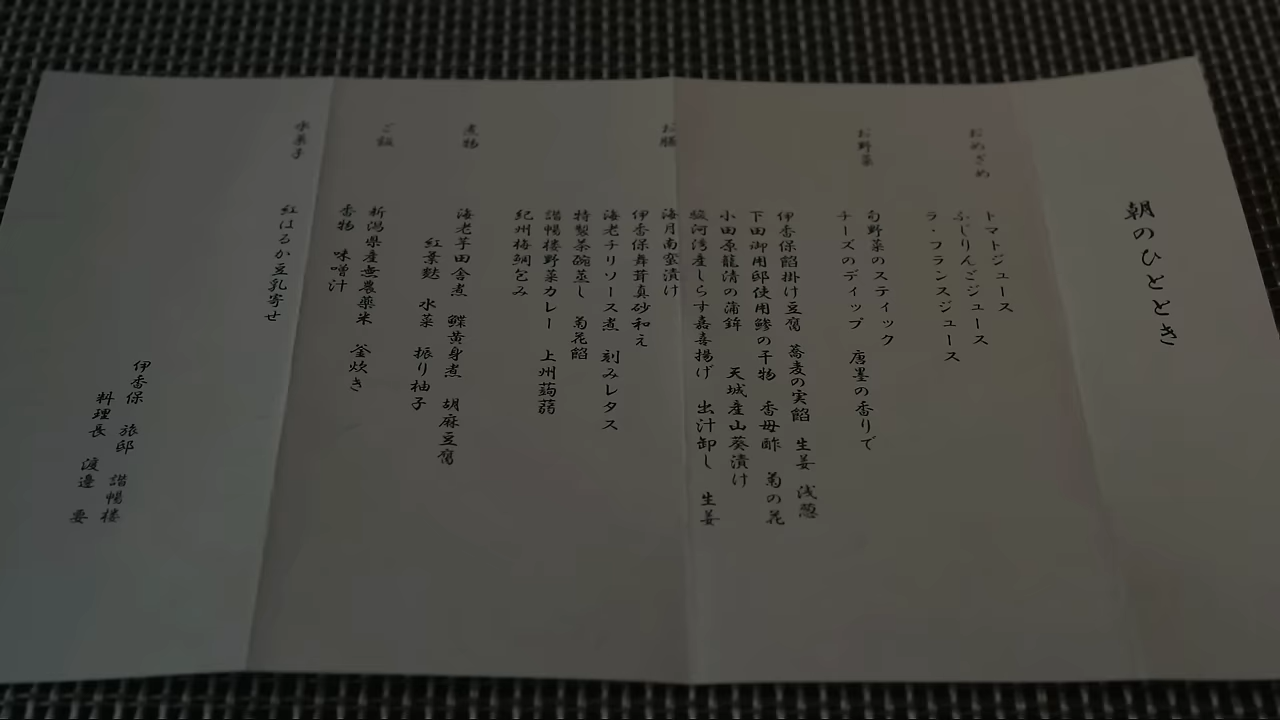 朝のひととき
おめざめ
トマトジュース
ふじりんごジュース
ラ・フランスジュース
お野菜
旬野菜のスティック
チーズのディップ 唐墨の香りで
お膳
伊香保餡掛け豆腐 蕎麦の実餡 生姜 浅葱
下田御用邸使用鯵の干物 香母酢 菊の花
小田原籠清の蒲鉾 天城産山葵漬け
駿河湾産しらす嘉喜揚げ 出汁卸し 生姜
海月南蛮漬け
伊香保舞茸真砂和え
海老チリソース煮 刻みレタス
特製茶碗蒸し 菊花餡
諧暢楼野菜カレー 上州蒟蒻
紀州梅鯛包み
煮物
海老芋田舎煮 鰈黄身煮 胡麻豆腐
紅葉麩 水菜 振り柚子
ご飯
新潟県産無農薬米 釜炊き
香物 味噌汁
水菓子
紅はるか豆乳寄せ
伊香保 旅邸 諧暢楼
料理長 渡邉 要